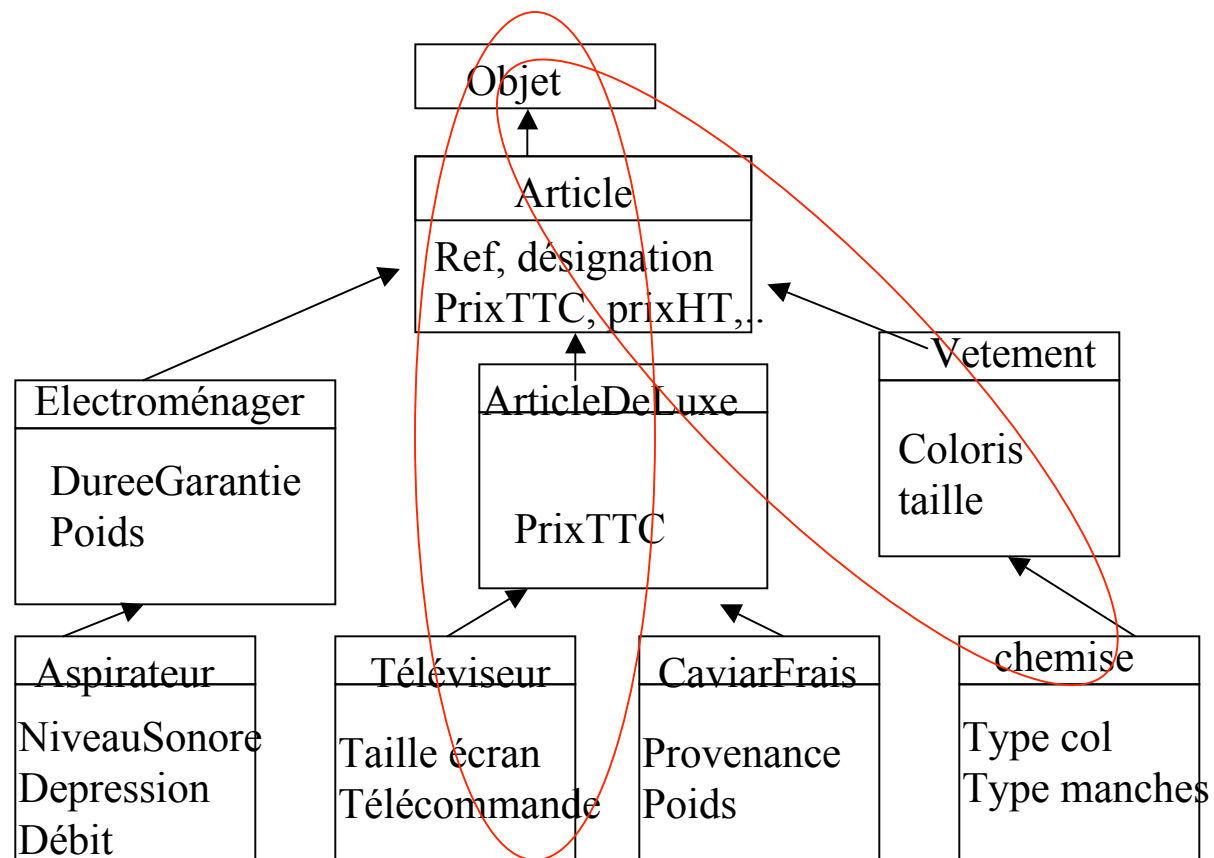 Objet
Article
Ref, désignation
PrixTTC, prixHT,..
Electroménager
DureeGarantie
Poids
ArticleDeLuxe
PrixTTC
Vetement
Coloris
taille
Aspirateur
NiveauSonore
Depression
Débit
Téléviseur
Taille écran
Télécommande
CaviarFrais
Provenance
Poids
chemise
Type col
Type manches